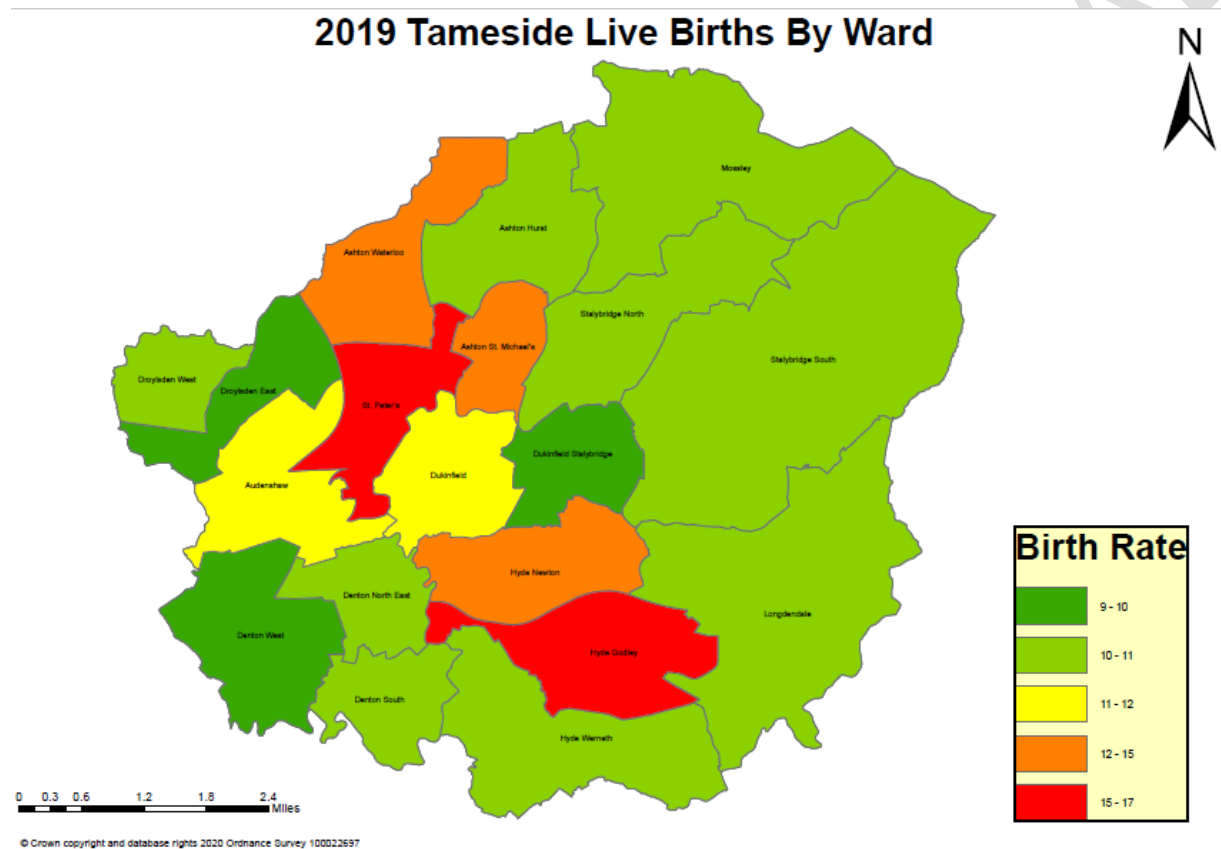 2019 Tameside Live Births By Ward
N
Mossley
Ashton Hurst
Ashton Waterloo
Stalybridge North
Ashton St. Michael's
Stalybridge South
Droylsden West
Droylsden East
St. Peter's
Dukinfield Stalybridge
Dukinfield
Audenshaw
Hyde Newton
Denton North East
Longdendale
Denton West
Hyde Godley
Denton South
Hyde Werneth
Birth Rate
9 - 10
10 - 11
11 - 12
12 - 15
15 - 17
0 0.3 0.6 1.2 1.8 2.4
Miles
© Crown copyright and database rights 2020 Ordnance Survey 100022697